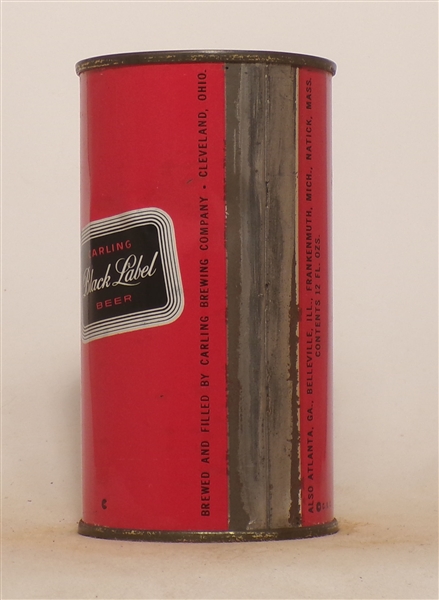 CARLING
Black Label
BEER
BREWED AND FILLED BY CARLING BREWING COMPANY • CLEVELAND, OHIO.
ALSO ATLANTA, GA., BELLEVILLE, ILL., FRANKENMUTH, MICH., NATICK, MASS.
CONTENTS 12 FL. OZS.
C